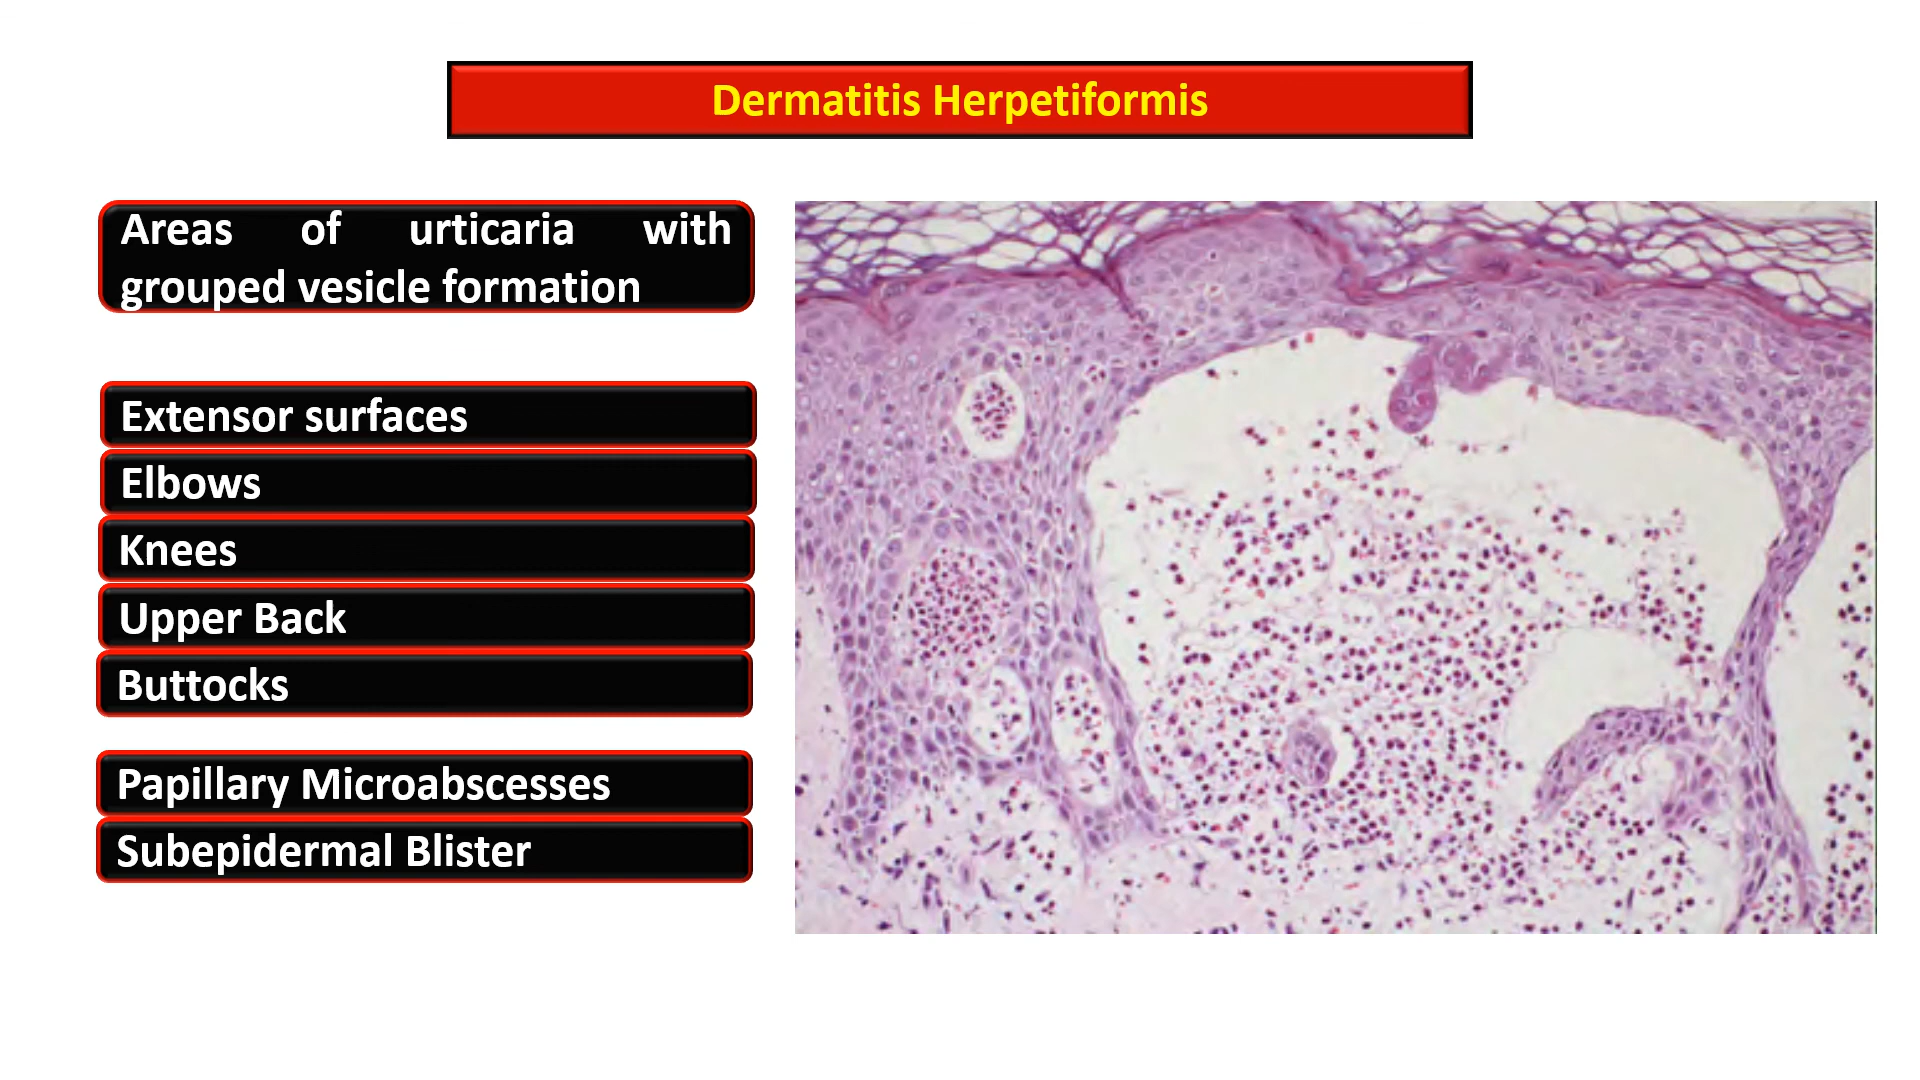 Dermatitis Herpetiformis
Areas of urticaria with
grouped vesicle formation
Extensor surfaces
Elbows
Knees
Upper Back
Buttocks
Papillary Microabscesses
Subepidermal Blister